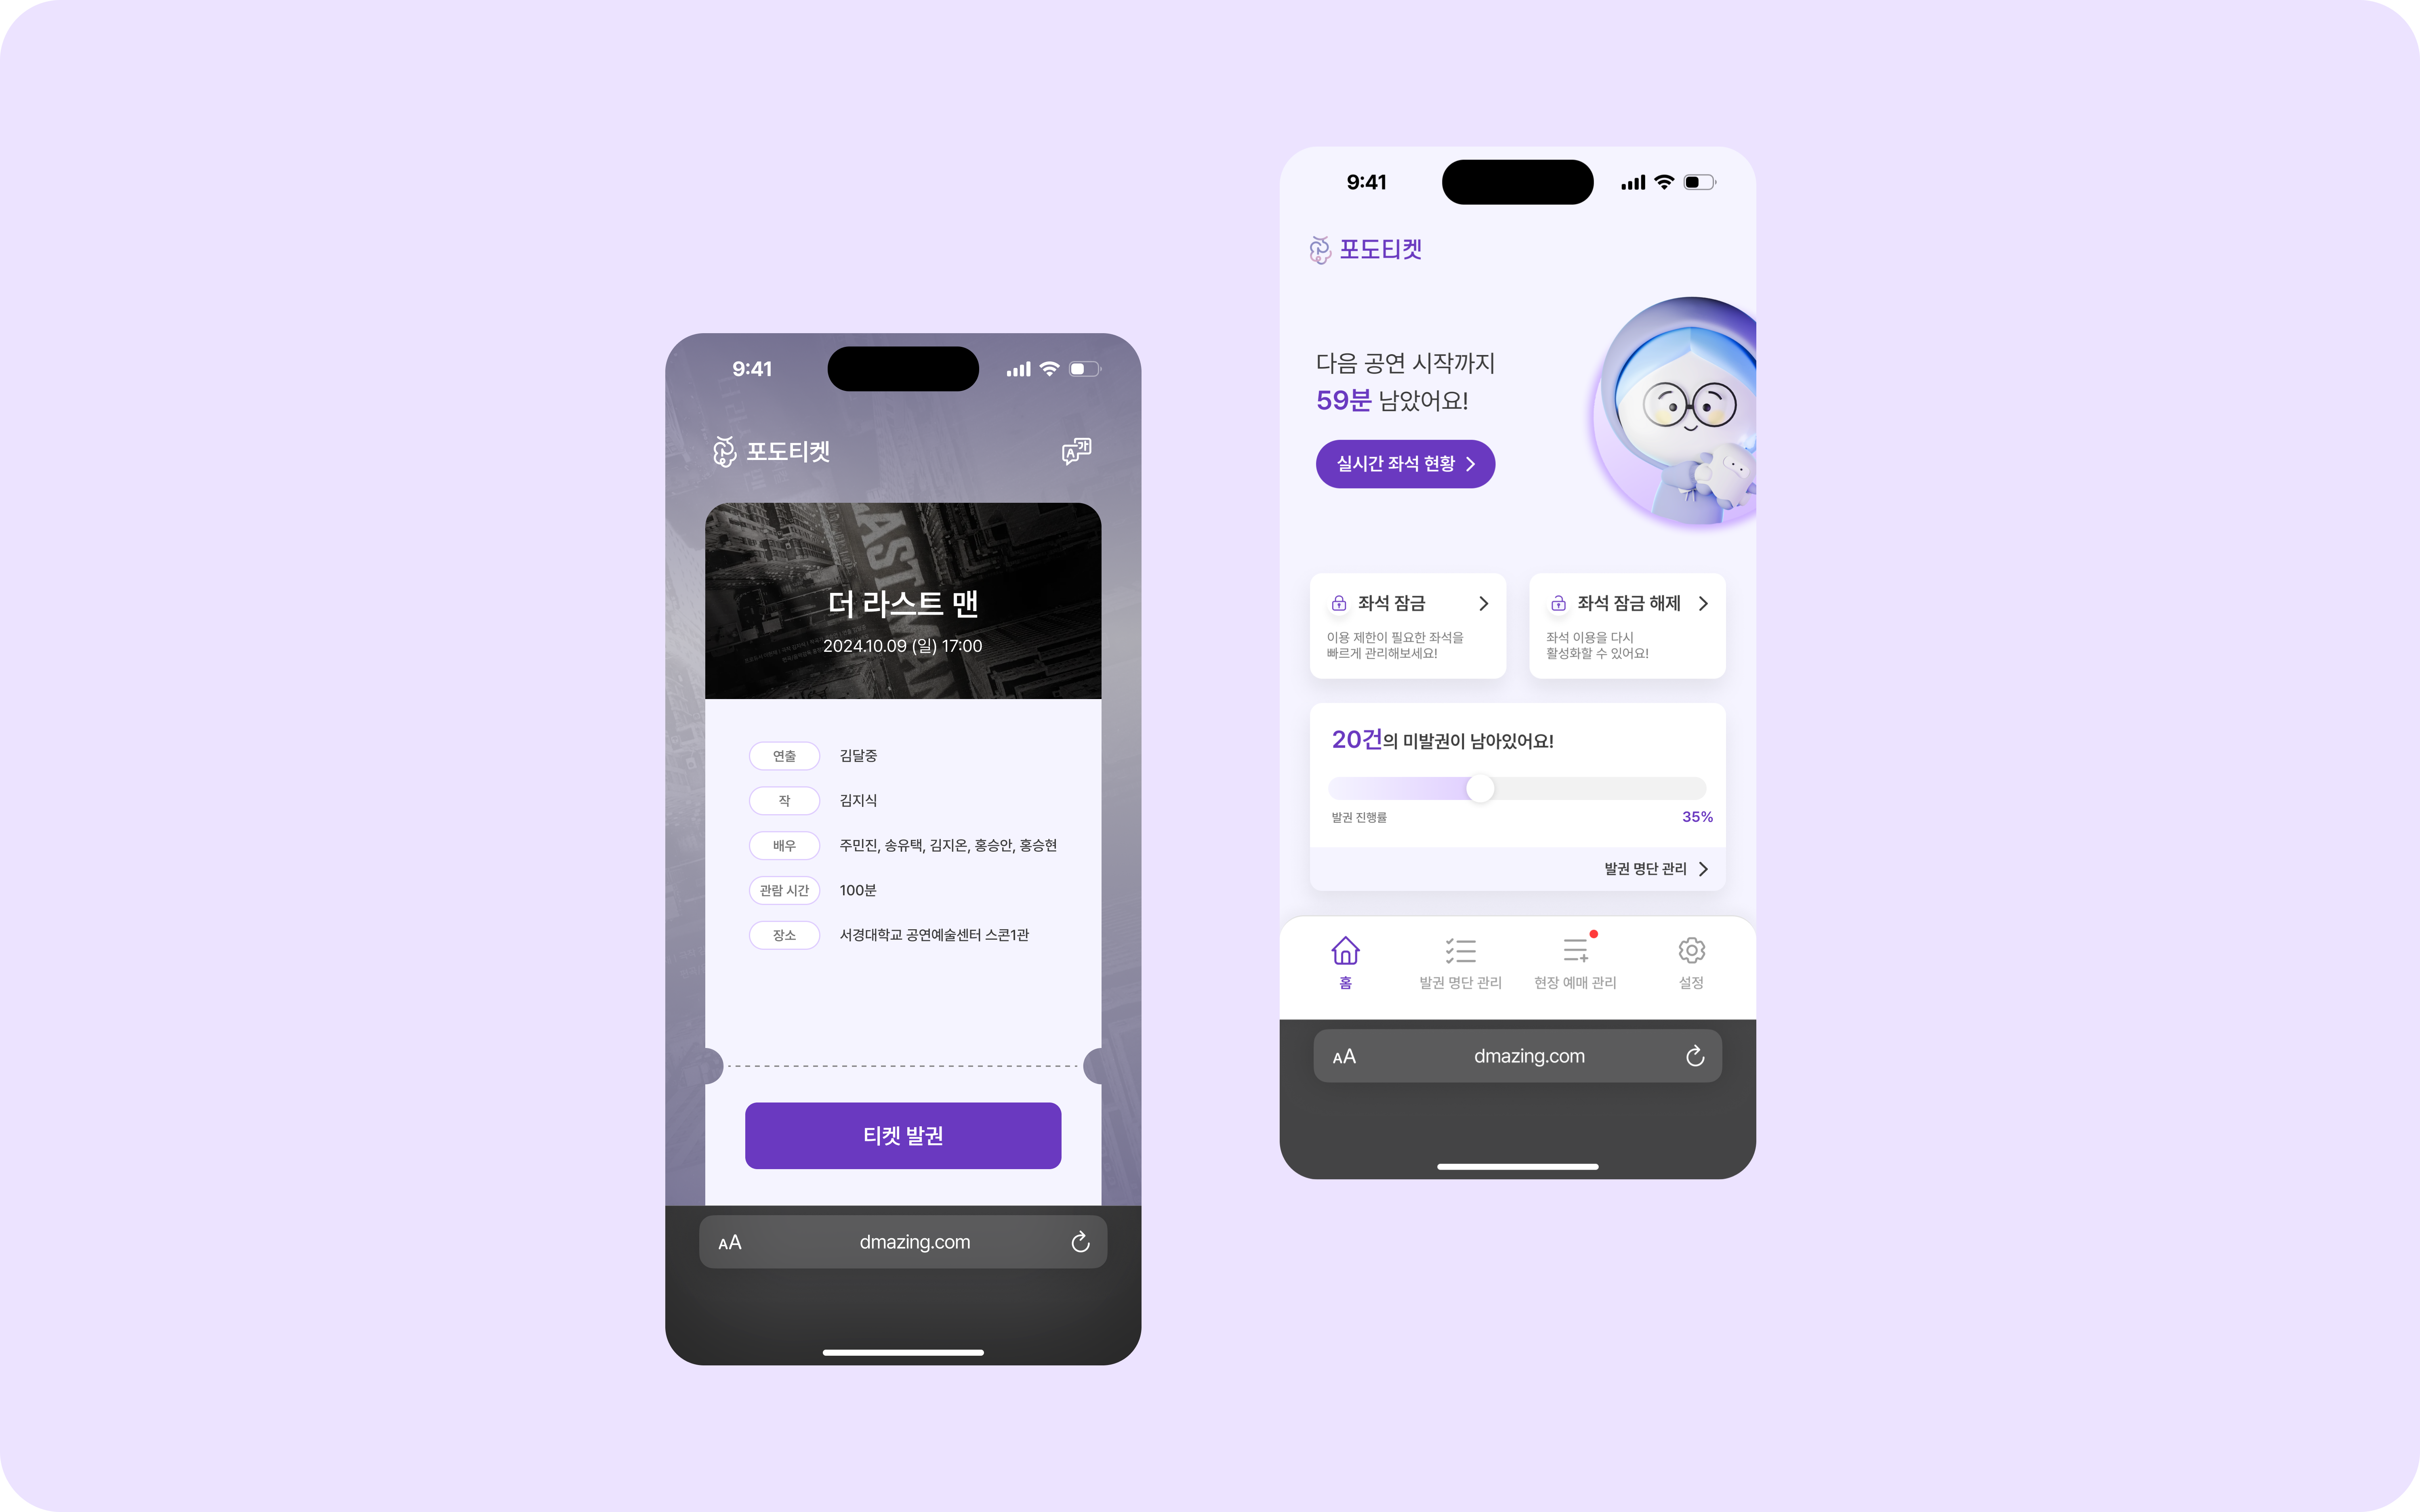 9:41
포도티켓
A가
LAST MAN
더 라스트 맨
2024.10.09 (일) 17:00
연출 김달중
작 김지식
배우 주민진, 송유택, 김지온, 홍승안, 홍승현
관람 시간 100분
장소 서경대학교 공연예술센터 스콘1관
티켓 발권
AA dmazing.com
9:41
포도티켓
다음 공연 시작까지
59분 남았어요!
실시간 좌석 현황
좌석 잠금
이용 제한이 필요한 좌석을
빠르게 관리해보세요!
좌석 잠금 해제
좌석 이용을 다시
활성화할 수 있어요!
20건의 미발권이 남아있어요!
발권 진행률 35%
발권 명단 관리
홈 발권 명단 관리 현장 예매 관리 설정
AA dmazing.com